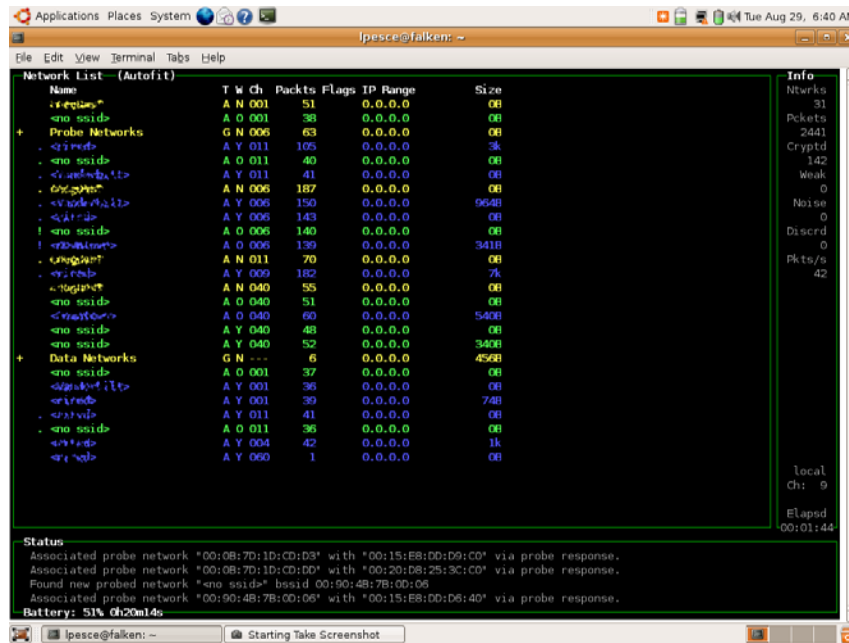 Applications Places System Tue Aug 29, 6:40 AM
lpesce@falken: ~
File Edit View Terminal Tabs Help
Network List (Autofit)
Name T W Ch Packts Flags IP Range Size
A N 001 51 0.0.0.0 0B
<no ssid> A O 001 38 0.0.0.0 0B
+ Probe Networks G N 006 63 0.0.0.0 0B
. A Y 011 105 0.0.0.0 3k
. <no ssid> A O 011 40 0.0.0.0 0B
. A Y 011 41 0.0.0.0 0B
. A N 006 187 0.0.0.0 0B
. A Y 006 150 0.0.0.0 964B
. A Y 006 143 0.0.0.0 0B
! <no ssid> A O 006 140 0.0.0.0 0B
! A O 006 139 0.0.0.0 341B
. A N 011 70 0.0.0.0 0B
. A Y 009 182 0.0.0.0 7k
A N 040 55 0.0.0.0 0B
<no ssid> A O 040 51 0.0.0.0 0B
A O 040 60 0.0.0.0 540B
<no ssid> A Y 040 48 0.0.0.0 0B
<no ssid> A Y 040 52 0.0.0.0 340B
+ Data Networks G N --- 6 0.0.0.0 456B
<no ssid> A O 001 37 0.0.0.0 0B
A Y 001 36 0.0.0.0 0B
A Y 001 39 0.0.0.0 74B
. A Y 011 41 0.0.0.0 0B
. <no ssid> A O 011 36 0.0.0.0 0B
A Y 004 42 0.0.0.0 1k
A Y 060 1 0.0.0.0 0B
Info
Ntwrks
31
Pckets
2441
Cryptd
142
Weak
0
Noise
0
Discrd
0
Pkts/s
42
local
Ch: 9
Elapsd
00:01:44
Status
Associated probe network "00:0B:7D:1D:CD:D3" with "00:15:E8:DD:D9:C0" via probe response.
Associated probe network "00:0B:7D:1D:CD:DD" with "00:20:D8:25:3C:C0" via probe response.
Found new probed network "<no ssid>" bssid 00:90:4B:7B:0D:06
Associated probe network "00:90:4B:7B:0D:06" with "00:15:E8:DD:D6:40" via probe response.
Battery: 51% 0h20m14s
lpesce@falken: ~ Starting Take Screenshot